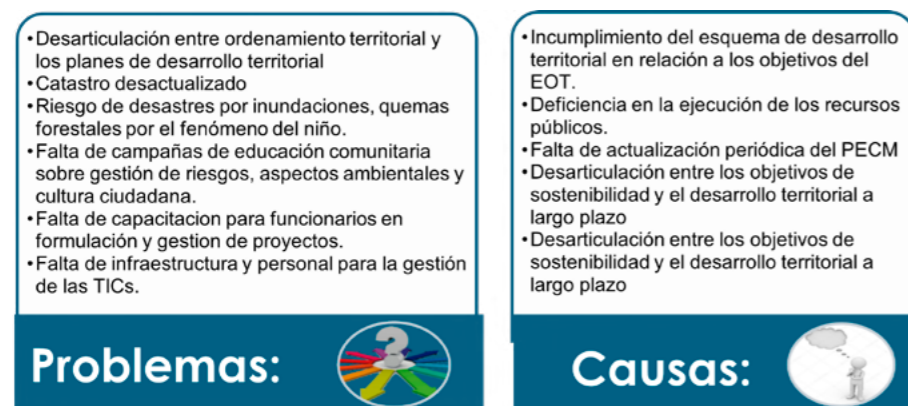 •Desarticulación entre ordenamiento territorial y
los planes de desarrollo territorial
•Catastro desactualizado
•Riesgo de desastres por inundaciones, quemas
forestales por el fenómeno del niño.
•Falta de campañas de educación comunitaria
sobre gestión de riesgos, aspectos ambientales y
cultura ciudadana.
•Falta de capacitacion para funcionarios en
formulación y gestion de proyectos.
•Falta de infraestructura y personal para la gestión
de las TICs.
Problemas:
•Incumplimiento del esquema de desarrollo
territorial en relación a los objetivos del
EOT.
•Deficiencia en la ejecución de los recursos
públicos.
•Falta de actualización periódica del PECM
•Desarticulación entre los objetivos de
sostenibilidad y el desarrollo territorial a
largo plazo
•Desarticulación entre los objetivos de
sostenibilidad y el desarrollo territorial a
largo plazo
Causas: